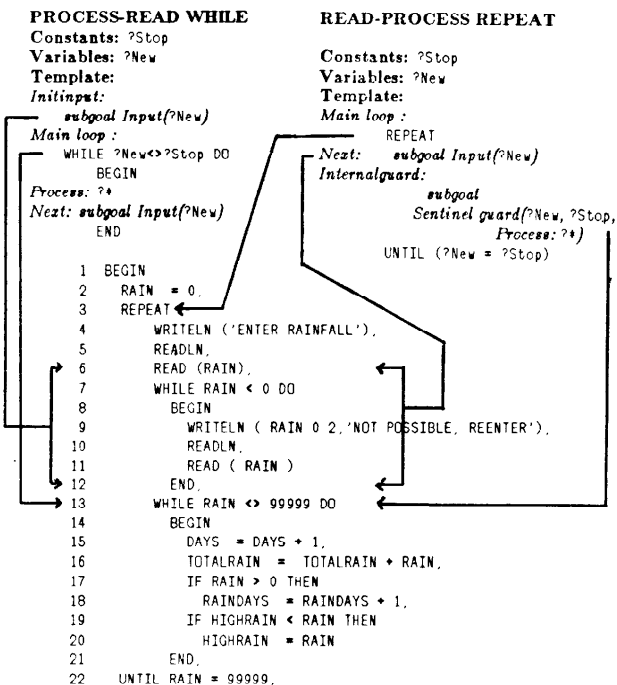 PROCESS-READ WHILE
Constants: ?Stop
Variables: ?New
Template:
Initinput:
subgoal Input(?New)
Main loop :
WHILE ?New<>?Stop DO
BEGIN
Process: ?*
Next: subgoal Input(?New)
END
READ-PROCESS REPEAT
Constants: ?Stop
Variables: ?New
Template:
Main loop :
REPEAT
Next: subgoal Input(?New)
Internalguard:
subgoal
Sentinel guard(?New, ?Stop,
Process: ?*)
UNTIL (?New = ?Stop)
1 BEGIN
2 RAIN = 0,
3 REPEAT
4 WRITELN ('ENTER RAINFALL'),
5 READLN,
6 READ (RAIN),
7 WHILE RAIN < 0 DO
8 BEGIN
9 WRITELN ( RAIN 0 2,'NOT POSSIBLE, REENTER'),
10 READLN,
11 READ ( RAIN )
12 END,
13 WHILE RAIN <> 99999 DO
14 BEGIN
15 DAYS = DAYS + 1,
16 TOTALRAIN = TOTALRAIN + RAIN,
17 IF RAIN > 0 THEN
18 RAINDAYS = RAINDAYS + 1,
19 IF HIGHRAIN < RAIN THEN
20 HIGHRAIN = RAIN
21 END,
22 UNTIL RAIN = 99999,